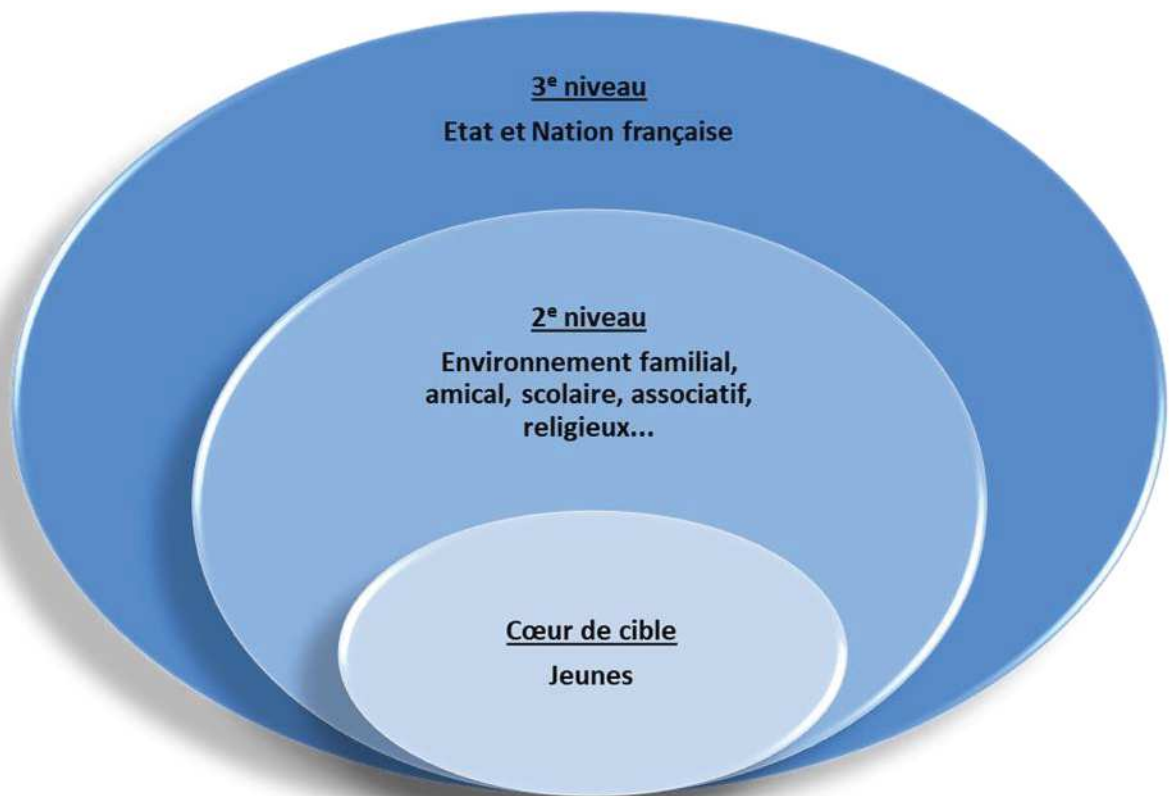 3e niveau
Etat et Nation française
2e niveau
Environnement familial,
amical, scolaire, associatif,
religieux...
Cœur de cible
Jeunes